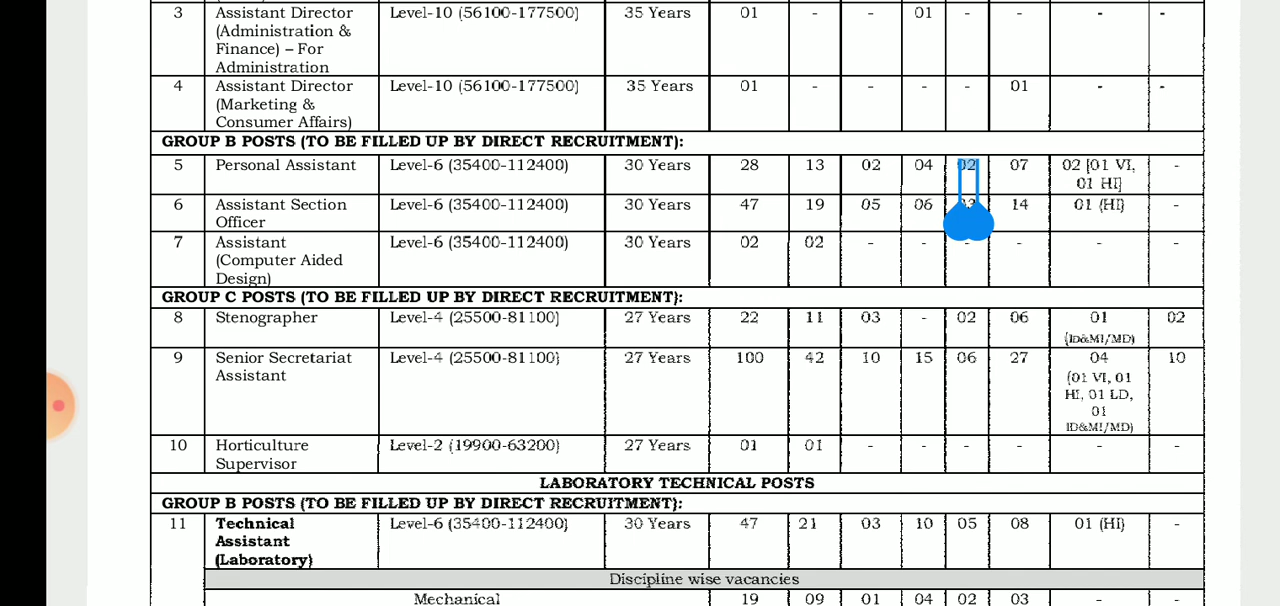 3 Assistant Director Level-10 (56100-177500) 35 Years 01 - - 01 - - - -
(Administration &
Finance) – For
Administration
4 Assistant Director Level-10 (56100-177500) 35 Years 01 - - - - 01 - -
(Marketing &
Consumer Affairs)
GROUP B POSTS (TO BE FILLED UP BY DIRECT RECRUITMENT):
5 Personal Assistant Level-6 (35400-112400) 30 Years 28 13 02 04 02 07 02 [01 VI, -
01 HI]
6 Assistant Section Level-6 (35400-112400) 30 Years 47 19 05 06 14 01 (HI) -
Officer
7 Assistant Level-6 (35400-112400) 30 Years 02 02 - - - - - -
(Computer Aided
Design)
GROUP C POSTS (TO BE FILLED UP BY DIRECT RECRUITMENT):
8 Stenographer Level-4 (25500-81100) 27 Years 22 11 03 - 02 06 01 02
(ID&MI/MD)
9 Senior Secretariat Level-4 (25500-81100) 27 Years 100 42 10 15 06 27 04 10
Assistant (01 VI, 01
HI, 01 LD,
01
ID&MI/MD)
10 Horticulture Level-2 (19900-63200) 27 Years 01 01 - - - - - -
Supervisor
LABORATORY TECHNICAL POSTS
GROUP B POSTS (TO BE FILLED UP BY DIRECT RECRUITMENT):
11 Technical Level-6 (35400-112400) 30 Years 47 21 03 10 05 08 01 (HI) -
Assistant
(Laboratory)
Discipline wise vacancies
Mechanical 19 09 01 04 02 03 - -